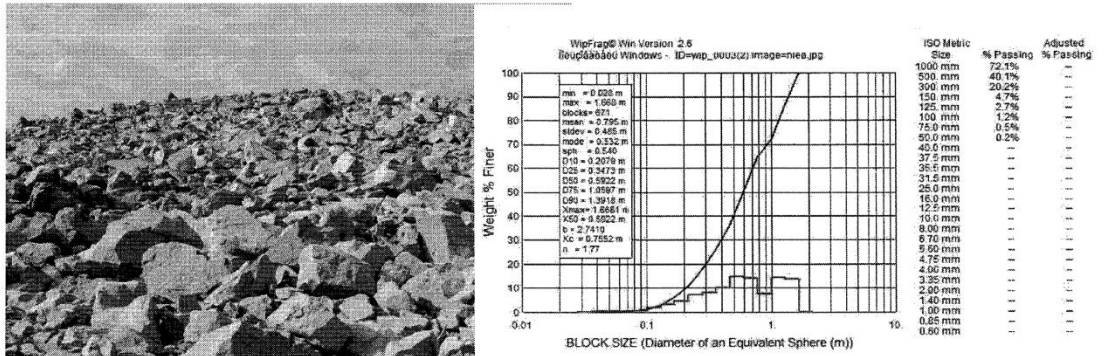 WipFrag© Win Version 2.6
Windows - ID=wip_0003(2) image=niea.jpg
100
90
80
70
60
50
40
30
20
10
0
Weight % Finer
min = 0.028 m
max = 1.668 m
blocks= 671
mean = 0.795 m
stdev = 0.485 m
mode = 0.532 m
sph = 0.540
D10 = 0.2078 m
D25 = 0.3473 m
D50 = 0.5922 m
D75 = 1.0597 m
D90 = 1.3918 m
Xmax= 1.6681 m
X50 = 0.5922 m
b = 2.7410
Xc = 0.7552 m
n = 1.77
0.01 0.1 1. 10.
BLOCK SIZE (Diameter of an Equivalent Sphere (m))
ISO Metric Adjusted
Size % Passing % Passing
1000 mm 72.1% --
500. mm 40.1% --
300. mm 20.2% --
150. mm 4.7% --
125. mm 2.7% --
100. mm 1.2% --
75.0 mm 0.5% --
50.0 mm 0.2% --
40.0 mm -- --
37.5 mm -- --
35.5 mm -- --
31.5 mm -- --
25.0 mm -- --
16.0 mm -- --
12.5 mm -- --
10.0 mm -- --
8.00 mm -- --
6.70 mm -- --
5.60 mm -- --
4.75 mm -- --
4.00 mm -- --
3.35 mm -- --
2.00 mm -- --
1.40 mm -- --
1.00 mm -- --
0.85 mm -- --
0.60 mm -- --